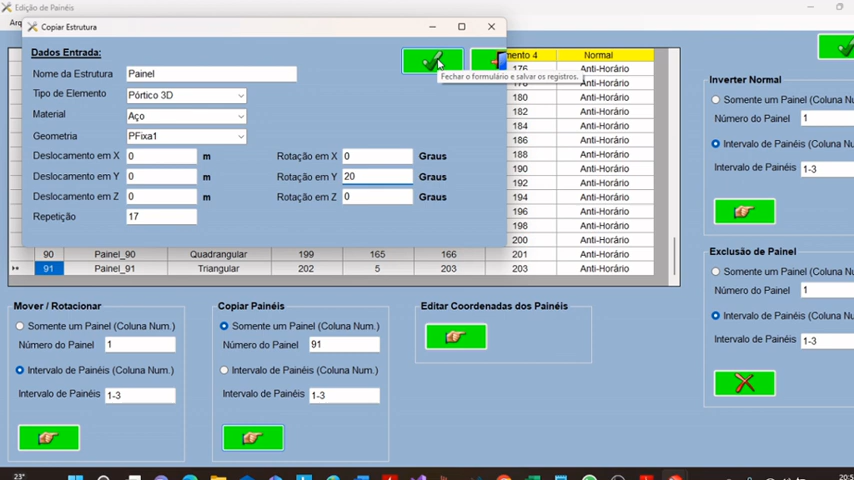 Edição de Painéis
Copiar Estrutura
Dados Entrada:
Nome da Estrutura Painel
Tipo de Elemento Pórtico 3D
Material Aço
Geometria PFixa1
Deslocamento em X 0 m Rotação em X 0 Graus
Deslocamento em Y 0 m Rotação em Y 20 Graus
Deslocamento em Z 0 m Rotação em Z 0 Graus
Repetição 17
Fechar o formulário e salvar os registros.
mento 4 Normal
176 Anti-Horário
178 Anti-Horário
180 Anti-Horário
182 Anti-Horário
184 Anti-Horário
186 Anti-Horário
188 Anti-Horário
190 Anti-Horário
192 Anti-Horário
194 Anti-Horário
196 Anti-Horário
198 Anti-Horário
200 Anti-Horário
90 Painel_90 Quadrangular 199 165 166 201 Anti-Horário
91 Painel_91 Triangular 202 5 203 203 Anti-Horário
Inverter Normal
Somente um Painel (Coluna Nu
Número do Painel 1
Intervalo de Painéis (Coluna Nu
Intervalo de Painéis 1-3
Exclusão de Painel
Somente um Painel (Coluna Nu
Número do Painel 1
Intervalo de Painéis (Coluna Nu
Intervalo de Painéis 1-3
Mover / Rotacionar
Somente um Painel (Coluna Num.)
Número do Painel 1
Intervalo de Painéis (Coluna Num.)
Intervalo de Painéis 1-3
Copiar Painéis
Somente um Painel (Coluna Num.)
Número do Painel 91
Intervalo de Painéis (Coluna Num.)
Intervalo de Painéis 1-3
Editar Coordenadas dos Painéis
23°
20:5